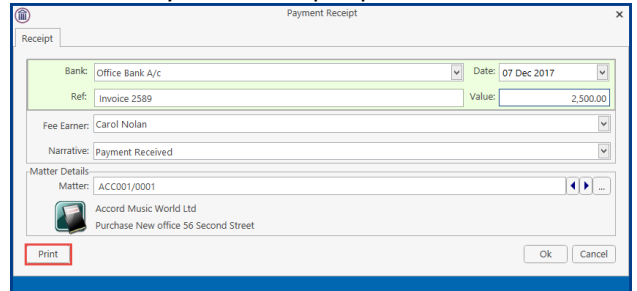 Payment Receipt
Receipt
Bank: Office Bank A/c Date: 07 Dec 2017
Ref: Invoice 2589 Value: 2,500.00
Fee Earner: Carol Nolan
Narrative: Payment Received
Matter Details
Matter: ACC001/0001 ...
Accord Music World Ltd
Purchase New office 56 Second Street
Print Ok Cancel